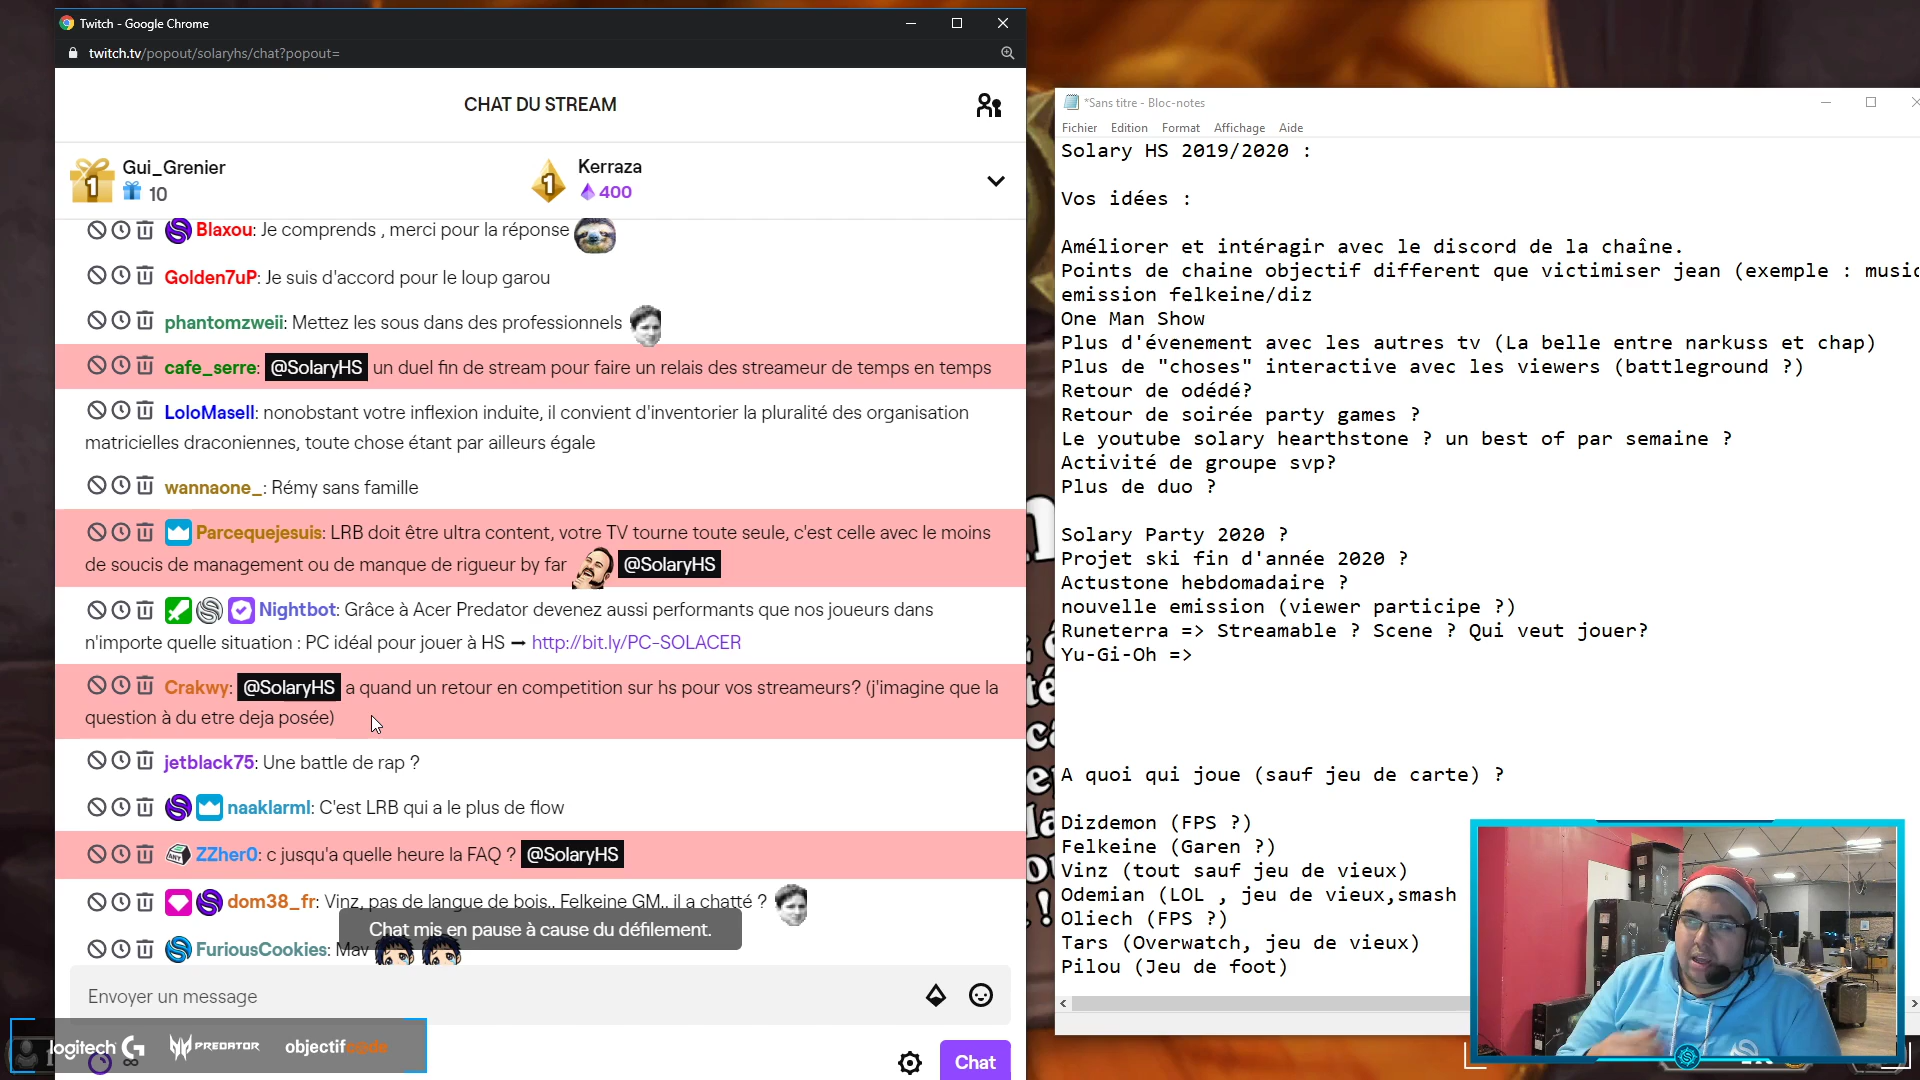 Twitch - Google Chrome
twitch.tv/popout/solaryhs/chat?popout=
CHAT DU STREAM
Gui_Grenier
10
1
Kerraza
400
1
Blaxou: Je comprends , merci pour la réponse
Golden7uP: Je suis d'accord pour le loup garou
phantomzweii: Mettez les sous dans des professionnels
cafe_serre: @SolaryHS un duel fin de stream pour faire un relais des streameur de temps en temps
LoloMasell: nonobstant votre inflexion induite, il convient d'inventorier la pluralité des organisation
matricielles draconiennes, toute chose étant par ailleurs égale
wannaone_: Rémy sans famille
Parcequejesuis: LRB doit être ultra content, votre TV tourne toute seule, c'est celle avec le moins
de soucis de management ou de manque de rigueur by far @SolaryHS
Nightbot: Grâce à Acer Predator devenez aussi performants que nos joueurs dans
n'importe quelle situation : PC idéal pour jouer à HS ➞ http://bit.ly/PC-SOLACER
Crakwy: @SolaryHS a quand un retour en competition sur hs pour vos streameurs? (j'imagine que la
question à du etre deja posée)
jetblack75: Une battle de rap ?
naaklarml: C'est LRB qui a le plus de flow
ZZher0: c jusqu'a quelle heure la FAQ ? @SolaryHS
dom38_fr: Vinz, pas de langue de bois.. Felkeine GM.. il a chatté ?
Chat mis en pause à cause du défilement.
FuriousCookies: Mav
Envoyer un message
Chat
logitech G
PREDATOR
objectifcode
*Sans titre - Bloc-notes
Fichier Edition Format Affichage Aide
Solary HS 2019/2020 :
Vos idées :
Améliorer et intéragir avec le discord de la chaîne.
Points de chaine objectif different que victimiser jean (exemple : music
emission felkeine/diz
One Man Show
Plus d'évenement avec les autres tv (La belle entre narkuss et chap)
Plus de "choses" interactive avec les viewers (battleground ?)
Retour de odédé?
Retour de soirée party games ?
Le youtube solary hearthstone ? un best of par semaine ?
Activité de groupe svp?
Plus de duo ?
Solary Party 2020 ?
Projet ski fin d'année 2020 ?
Actustone hebdomadaire ?
nouvelle emission (viewer participe ?)
Runeterra => Streamable ? Scene ? Qui veut jouer?
Yu-Gi-Oh =>
A quoi qui joue (sauf jeu de carte) ?
Dizdemon (FPS ?)
Felkeine (Garen ?)
Vinz (tout sauf jeu de vieux)
Odemian (LOL , jeu de vieux,smash
Oliech (FPS ?)
Tars (Overwatch, jeu de vieux)
Pilou (Jeu de foot)